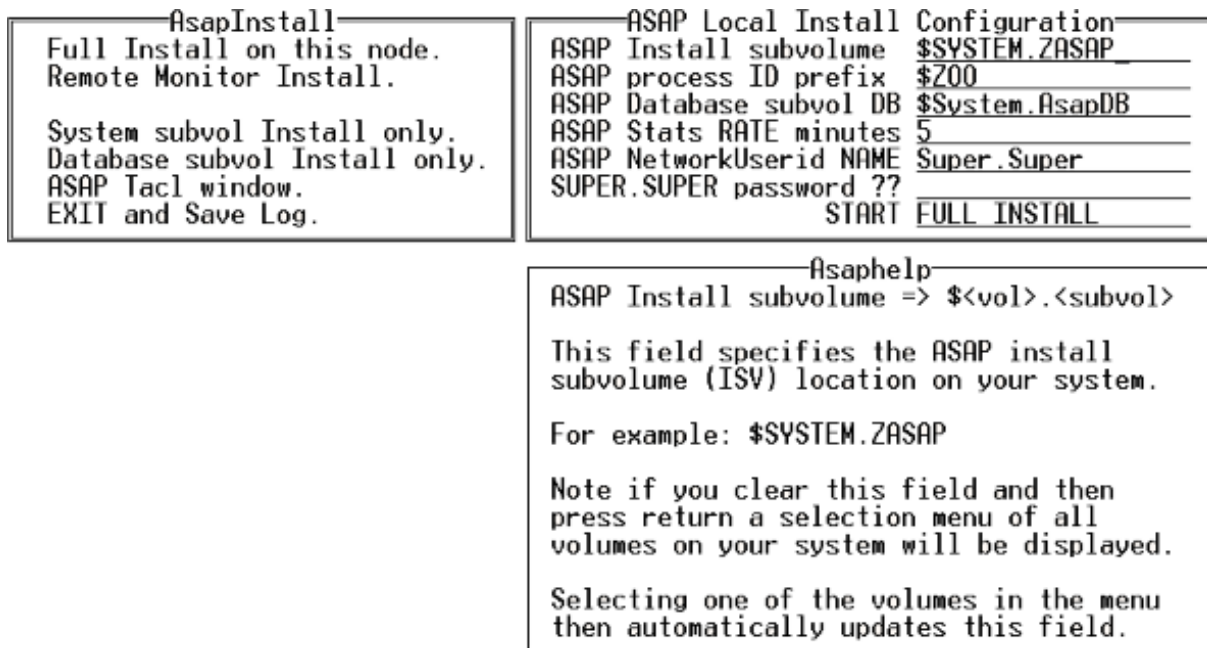 AsapInstall
Full Install on this node.
Remote Monitor Install.
System subvol Install only.
Database subvol Install only.
ASAP Tacl window.
EXIT and Save Log.
ASAP Local Install Configuration
ASAP Install subvolume $SYSTEM.ZASAP_
ASAP process ID prefix $ZOO
ASAP Database subvol DB $System.AsapDB
ASAP Stats RATE minutes 5
ASAP NetworkUserid NAME Super.Super
SUPER.SUPER password ??
START FULL INSTALL
Asaphelp
ASAP Install subvolume => $<vol>.<subvol>
This field specifies the ASAP install
subvolume (ISV) location on your system.
For example: $SYSTEM.ZASAP
Note if you clear this field and then
press return a selection menu of all
volumes on your system will be displayed.
Selecting one of the volumes in the menu
then automatically updates this field.